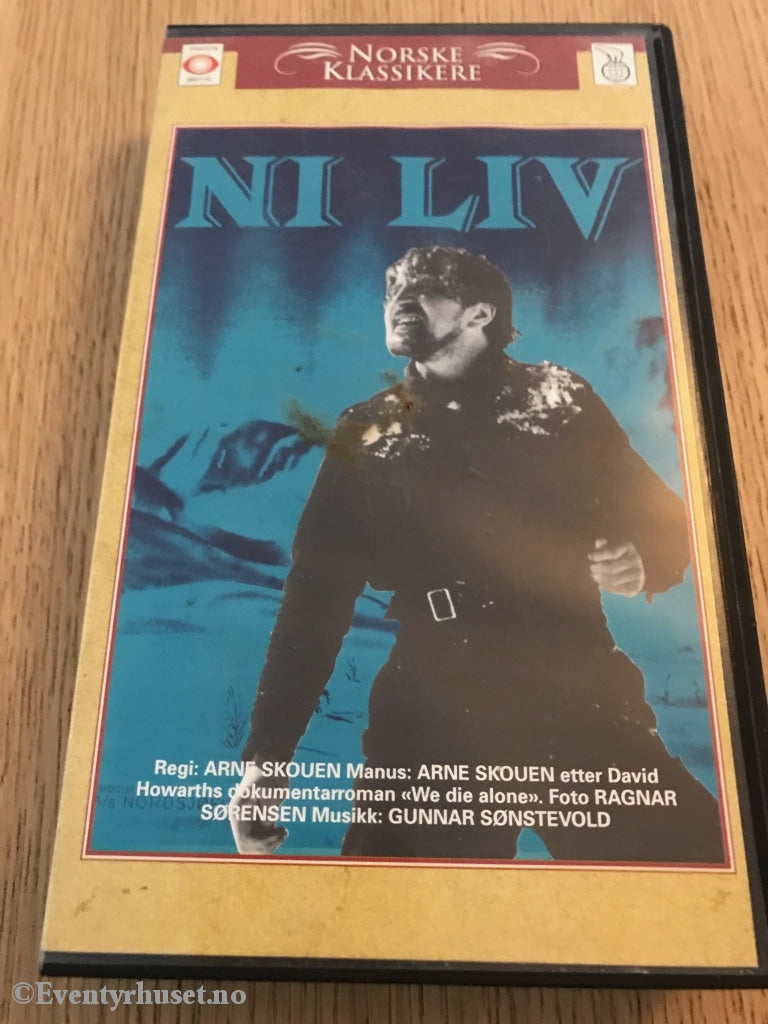 NORSKE
KLASSIKERE
NI LIV
Regi: ARNE SKOUEN Manus: ARNE SKOUEN etter David
Howarths dokumentarroman «We die alone». Foto RAGNAR
SØRENSEN Musikk: GUNNAR SØNSTEVOLD
©Eventyrhuset.no